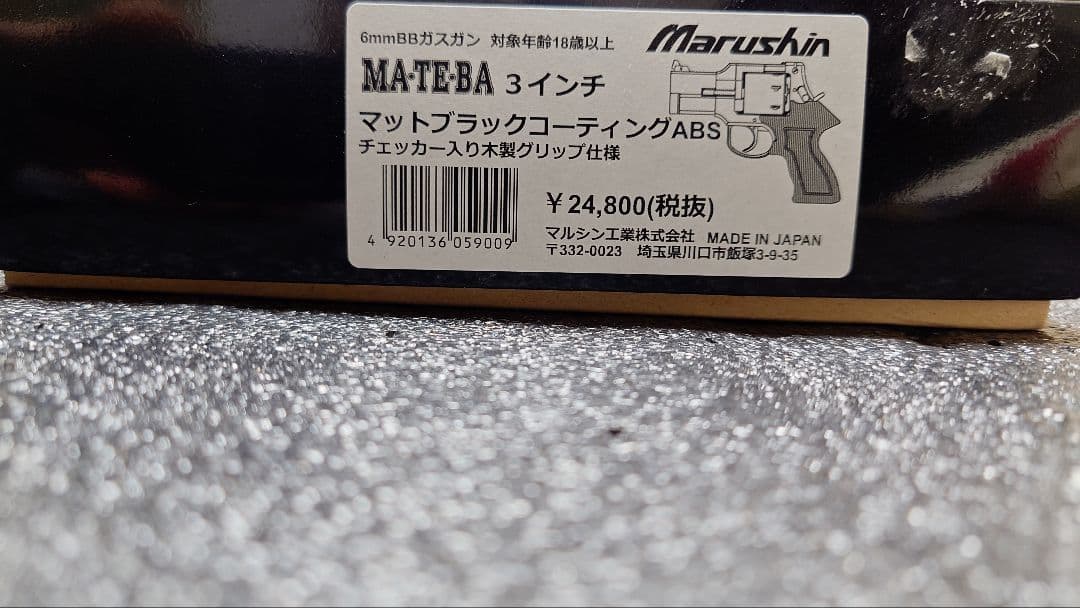 6mmBBガスガン 対象年齢18歳以上
Marushin
MA·TE·BA 3インチ
マットブラックコーティングABS
チェッカー入り木製グリップ仕様
¥24,800(税抜)
4 920136 059009
マルシン工業株式会社 MADE IN JAPAN
〒332-0023 埼玉県川口市飯塚3-9-35